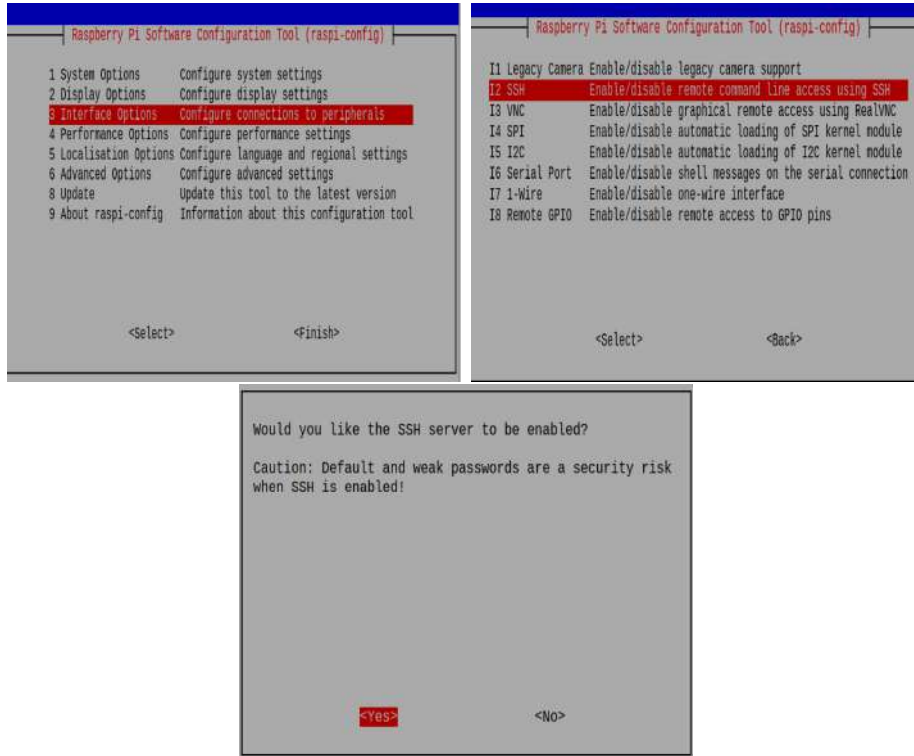 Raspberry Pi Software Configuration Tool (raspi-config)
1 System Options Configure system settings
2 Display Options Configure display settings
3 Interface Options Configure connections to peripherals
4 Performance Options Configure performance settings
5 Localisation Options Configure language and regional settings
6 Advanced Options Configure advanced settings
8 Update Update this tool to the latest version
9 About raspi-config Information about this configuration tool
<Select> <Finish>
Raspberry Pi Software Configuration Tool (raspi-config)
I1 Legacy Camera Enable/disable legacy camera support
I2 SSH Enable/disable remote command line access using SSH
I3 VNC Enable/disable graphical remote access using RealVNC
I4 SPI Enable/disable automatic loading of SPI kernel module
I5 I2C Enable/disable automatic loading of I2C kernel module
I6 Serial Port Enable/disable shell messages on the serial connection
I7 1-Wire Enable/disable one-wire interface
I8 Remote GPIO Enable/disable remote access to GPIO pins
<Select> <Back>
Would you like the SSH server to be enabled?
Caution: Default and weak passwords are a security risk
when SSH is enabled!
<Yes> <No>